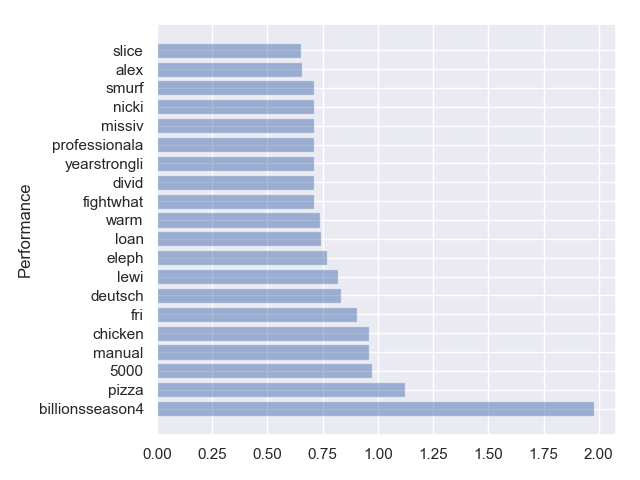 slice
alex
smurf
nicki
missiv
professionala
yearstrongli
divid
fightwhat
warm
loan
eleph
lewi
deutsch
fri
chicken
manual
5000
pizza
billionsseason4
Performance
0.00 0.25 0.50 0.75 1.00 1.25 1.50 1.75 2.00